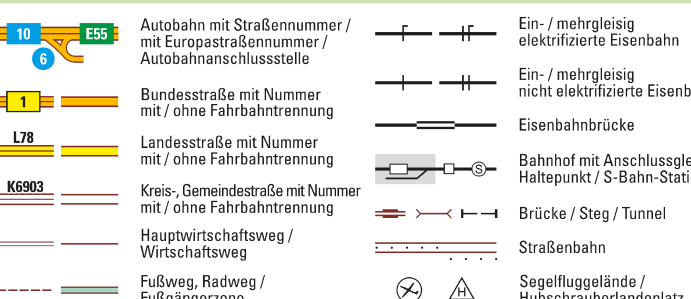 10
E55
6
Autobahn mit Straßennummer /
mit Europastraßennummer /
Autobahnanschlussstelle
1
Bundesstraße mit Nummer
mit / ohne Fahrbahntrennung
L78
Landesstraße mit Nummer
mit / ohne Fahrbahntrennung
K6903
Kreis-, Gemeindestraße mit Nummer
mit / ohne Fahrbahntrennung
Hauptwirtschaftsweg /
Wirtschaftsweg
Fußweg, Radweg /
Fußgängerzone
Ein- / mehrgleisig
elektrifizierte Eisenbahn
Ein- / mehrgleisig
nicht elektrifizierte Eisenb
Eisenbahnbrücke
S
Bahnhof mit Anschlussgle
Haltepunkt / S-Bahn-Stati
Brücke / Steg / Tunnel
Straßenbahn
H
Segelfluggelände /
Hubschrauberlandeplatz